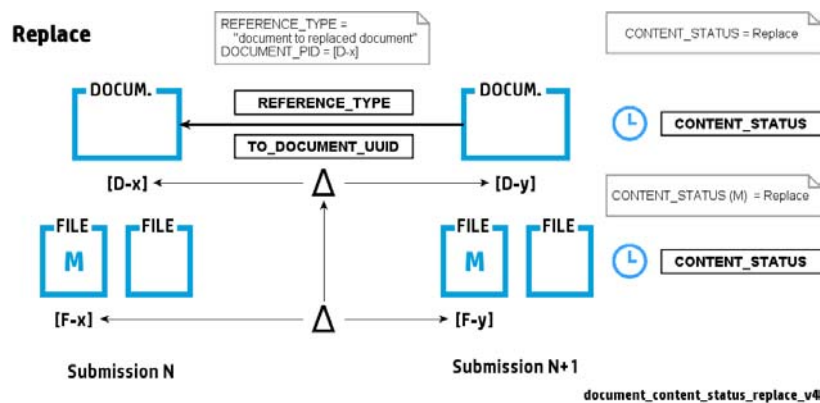 Replace
REFERENCE_TYPE =
"document to replaced document"
DOCUMENT_PID = [D-x]
CONTENT_STATUS = Replace
DOCUM.
REFERENCE_TYPE
TO_DOCUMENT_UUID
DOCUM.
CONTENT_STATUS
[D-x]
Δ
[D-y]
CONTENT_STATUS (M) = Replace
FILE
M
FILE
FILE
M
FILE
CONTENT_STATUS
[F-x]
Δ
[F-y]
Submission N
Submission N+1
document_content_status_replace_v4